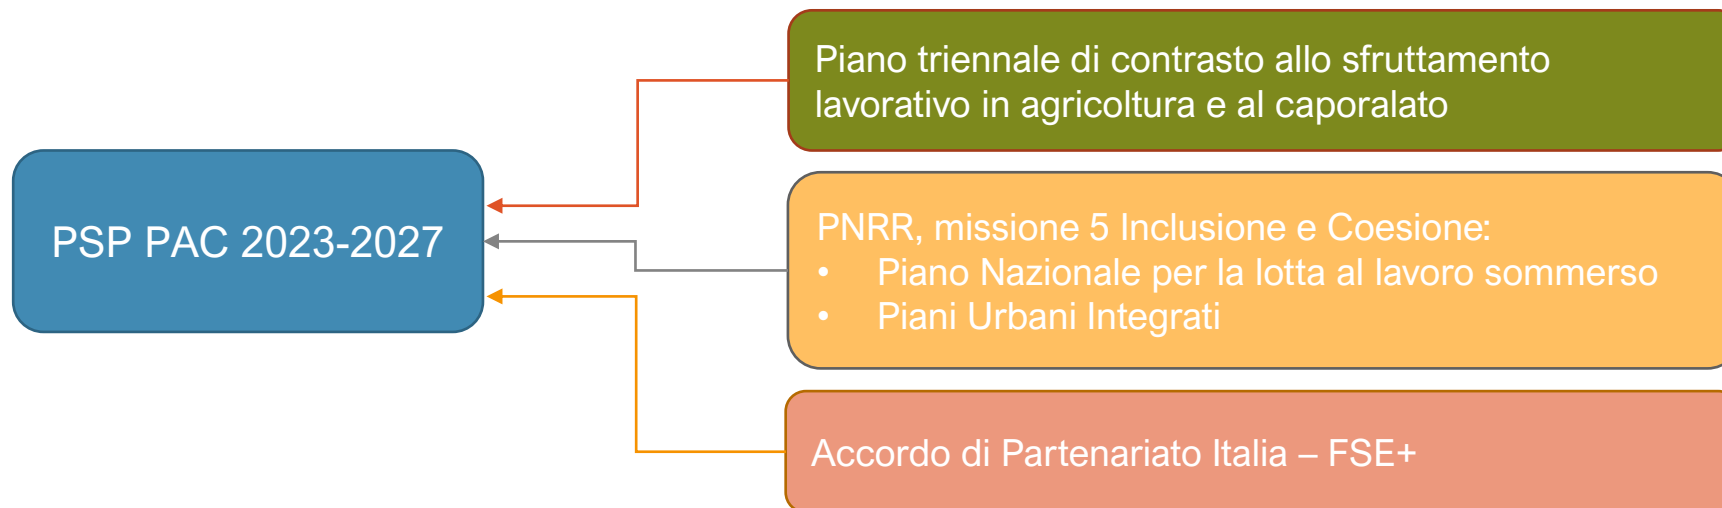 PSP PAC 2023-2027
Piano triennale di contrasto allo sfruttamento
lavorativo in agricoltura e al caporalato
PNRR, missione 5 Inclusione e Coesione:
• Piano Nazionale per la lotta al lavoro sommerso
• Piani Urbani Integrati
Accordo di Partenariato Italia – FSE+